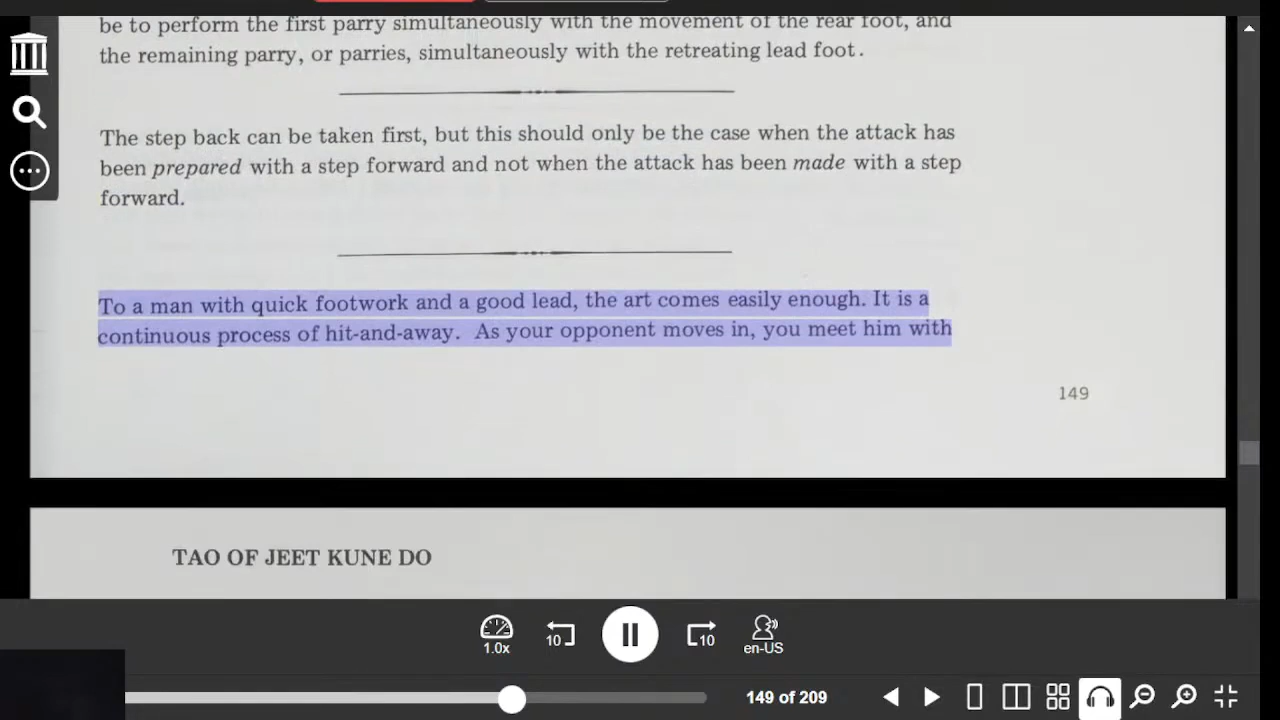 be to perform the first parry simultaneously with the movement of the rear foot, and
the remaining parry, or parries, simultaneously with the retreating lead foot.
The step back can be taken first, but this should only be the case when the attack has
been prepared with a step forward and not when the attack has been made with a step
forward.
To a man with quick footwork and a good lead, the art comes easily enough. It is a
continuous process of hit-and-away. As your opponent moves in, you meet him with
149
TAO OF JEET KUNE DO
1.0x
10
10
en-US
149 of 209